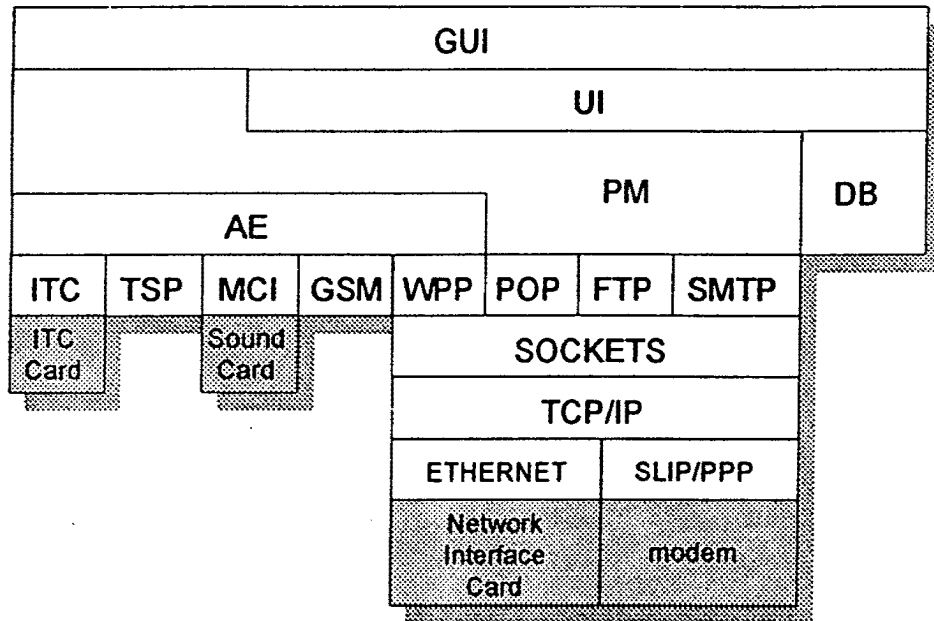 GUI
UI
PM
DB
AE
ITC
TSP
MCI
GSM
WPP
POP
FTP
SMTP
ITC
Card
Sound
Card
SOCKETS
TCP/IP
ETHERNET
SLIP/PPP
Network
Interface
Card
modem